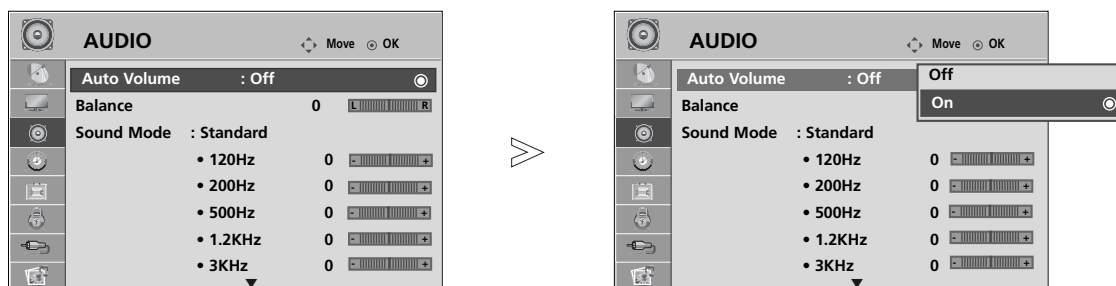 AUDIO Move OK
Auto Volume : Off
Balance 0 L R
Sound Mode : Standard
• 120Hz 0 - +
• 200Hz 0 - +
• 500Hz 0 - +
• 1.2KHz 0 - +
• 3KHz 0 - +
AUDIO Move OK
Auto Volume : Off
Off
On
Balance
Sound Mode : Standard
• 120Hz 0 - +
• 200Hz 0 - +
• 500Hz 0 - +
• 1.2KHz 0 - +
• 3KHz 0 - +